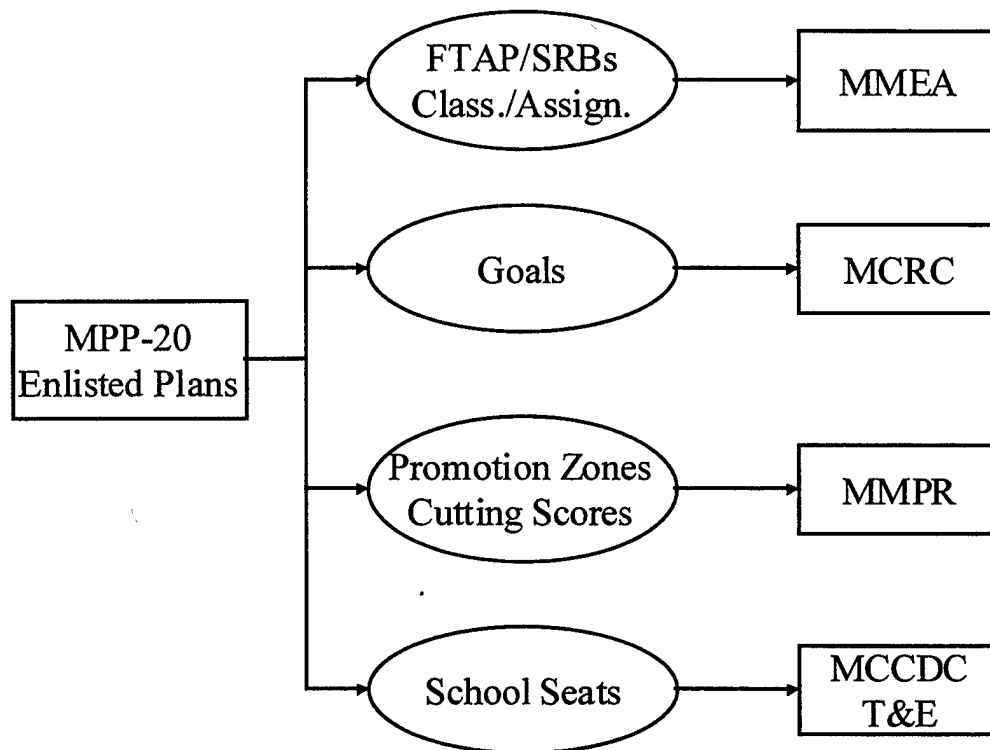 FTAP/SRBs
Class./Assign.
MMEA
Goals
MCRC
MPP-20
Enlisted Plans
Promotion Zones
Cutting Scores
MMPR
School Seats
MCCDC
T&E